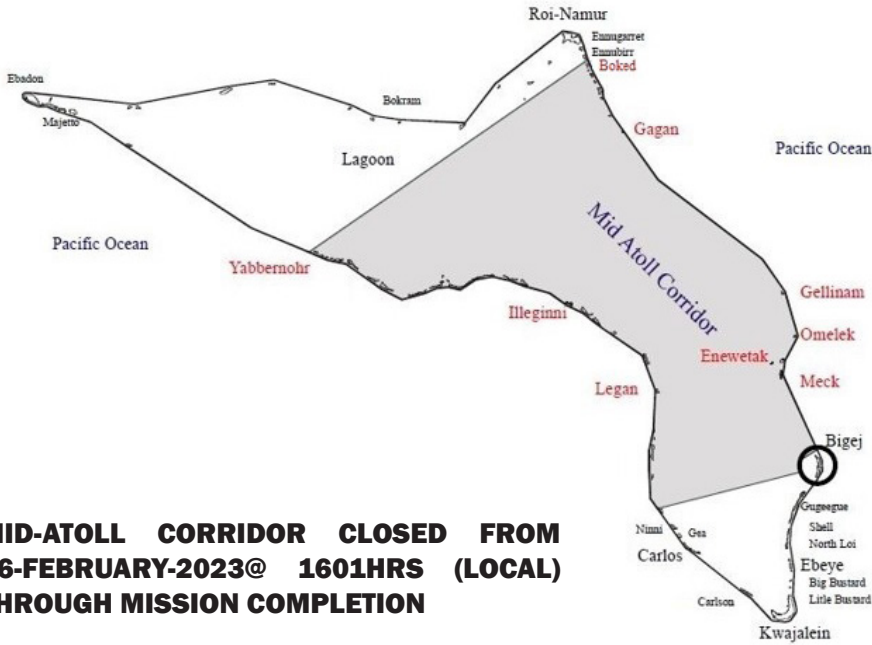 Roi-Namur
Ennugarret
Ennubirr
Boked
Ebadon
Majetto
Bokram
Gagan
Lagoon
Pacific Ocean
Mid Atoll Corridor
Pacific Ocean
Yabbernohr
Gellinam
Illeginni
Omelek
Enewetak
Meck
Legan
Bigej
Gugeegue
Ninni
Gea
Shell
North Loi
Carlos
Ebeye
Big Bustard
Carlson
Litle Bustard
Kwajalein
MID-ATOLL CORRIDOR CLOSED FROM
6-FEBRUARY-2023@ 1601HRS (LOCAL)
THROUGH MISSION COMPLETION